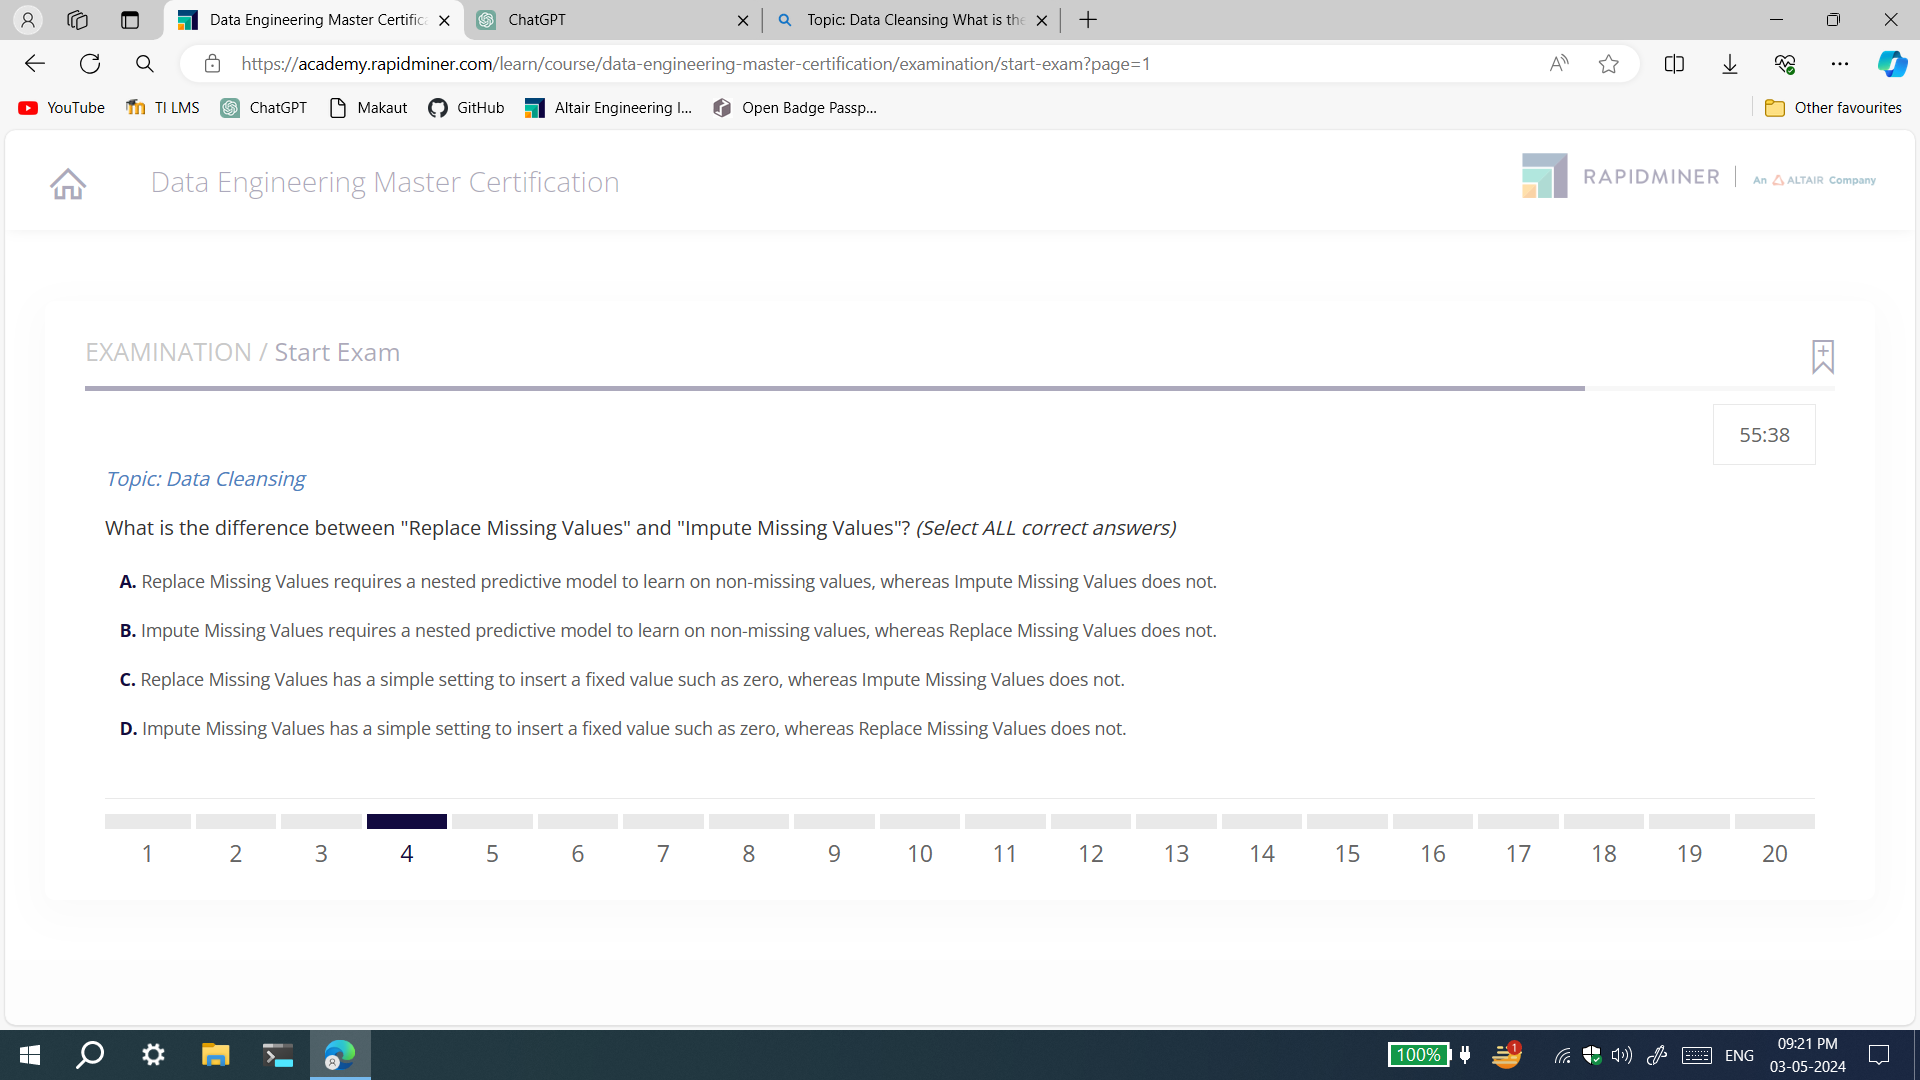 Data Engineering Master Certifica
ChatGPT
Topic: Data Cleansing What is the
https://academy.rapidminer.com/learn/course/data-engineering-master-certification/examination/start-exam?page=1
YouTube
TI LMS
ChatGPT
Makaut
GitHub
Altair Engineering I...
Open Badge Passp...
Other favourites
Data Engineering Master Certification
RAPIDMINER
An ALTAIR Company
EXAMINATION / Start Exam
55:38
Topic: Data Cleansing
What is the difference between "Replace Missing Values" and "Impute Missing Values"? (Select ALL correct answers)
A. Replace Missing Values requires a nested predictive model to learn on non-missing values, whereas Impute Missing Values does not.
B. Impute Missing Values requires a nested predictive model to learn on non-missing values, whereas Replace Missing Values does not.
C. Replace Missing Values has a simple setting to insert a fixed value such as zero, whereas Impute Missing Values does not.
D. Impute Missing Values has a simple setting to insert a fixed value such as zero, whereas Replace Missing Values does not.
1 2 3 4 5 6 7 8 9 10 11 12 13 14 15 16 17 18 19 20
100%
1
ENG
09:21 PM
03-05-2024